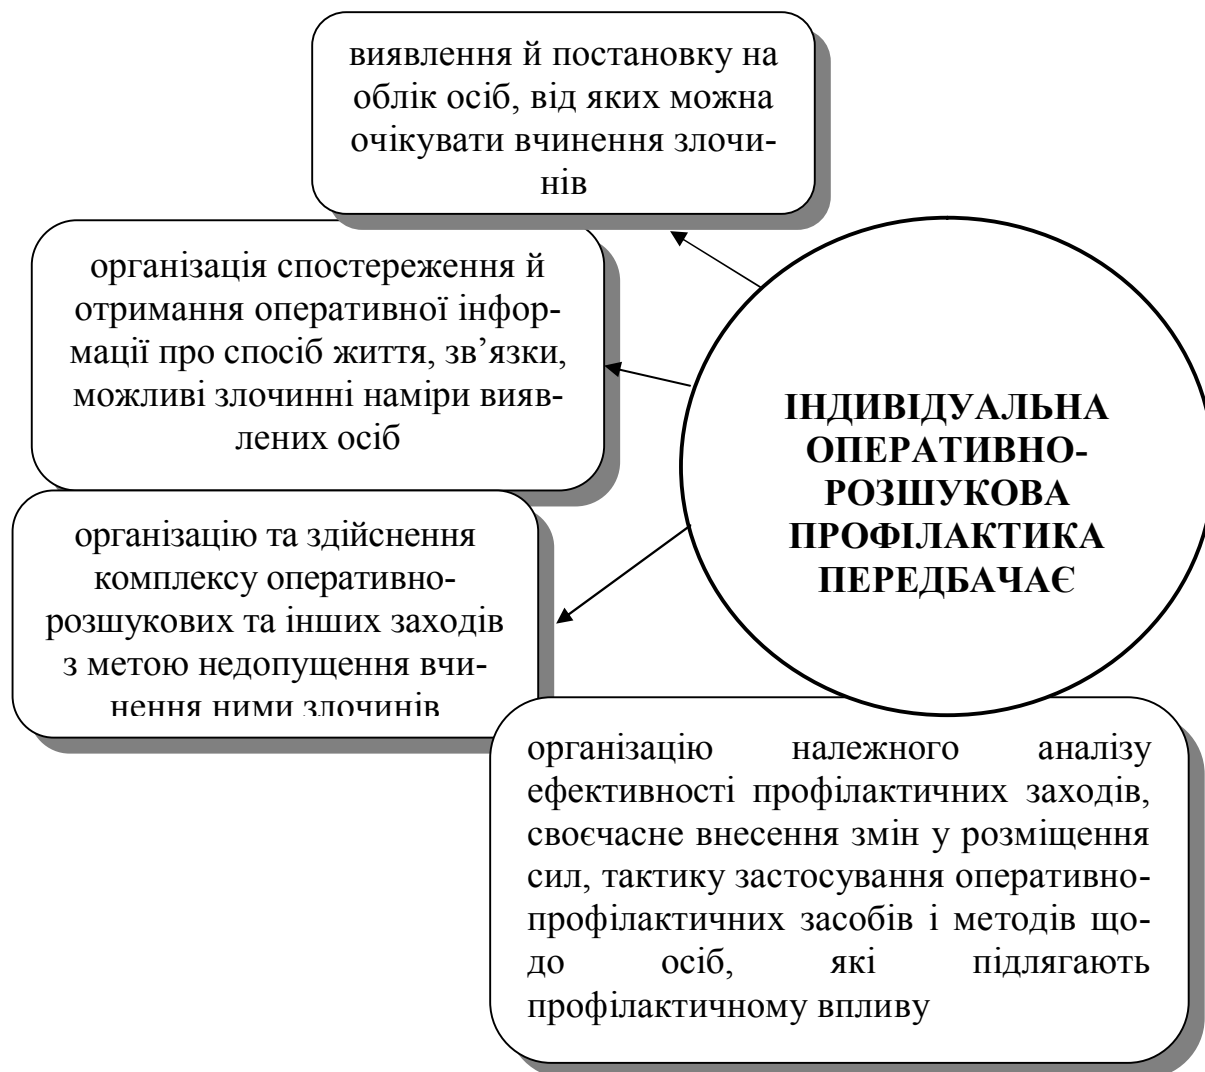 виявлення й постановку на
облік осіб, від яких можна
очікувати вчинення злочи-
нів
організація спостереження й
отримання оперативної інфор-
мації про спосіб життя, зв’язки,
можливі злочинні наміри вияв-
лених осіб
організацію та здійснення
комплексу оперативно-
розшукових та інших заходів
з метою недопущення вчи-
нення ними злочинів
ІНДИВІДУАЛЬНА
ОПЕРАТИВНО-
РОЗШУКОВА
ПРОФІЛАКТИКА
ПЕРЕДБАЧАЄ
організацію належного аналізу
ефективності профілактичних заходів,
своєчасне внесення змін у розміщення
сил, тактику застосування оперативно-
профілактичних засобів і методів що-
до осіб, які підлягають
профілактичному впливу